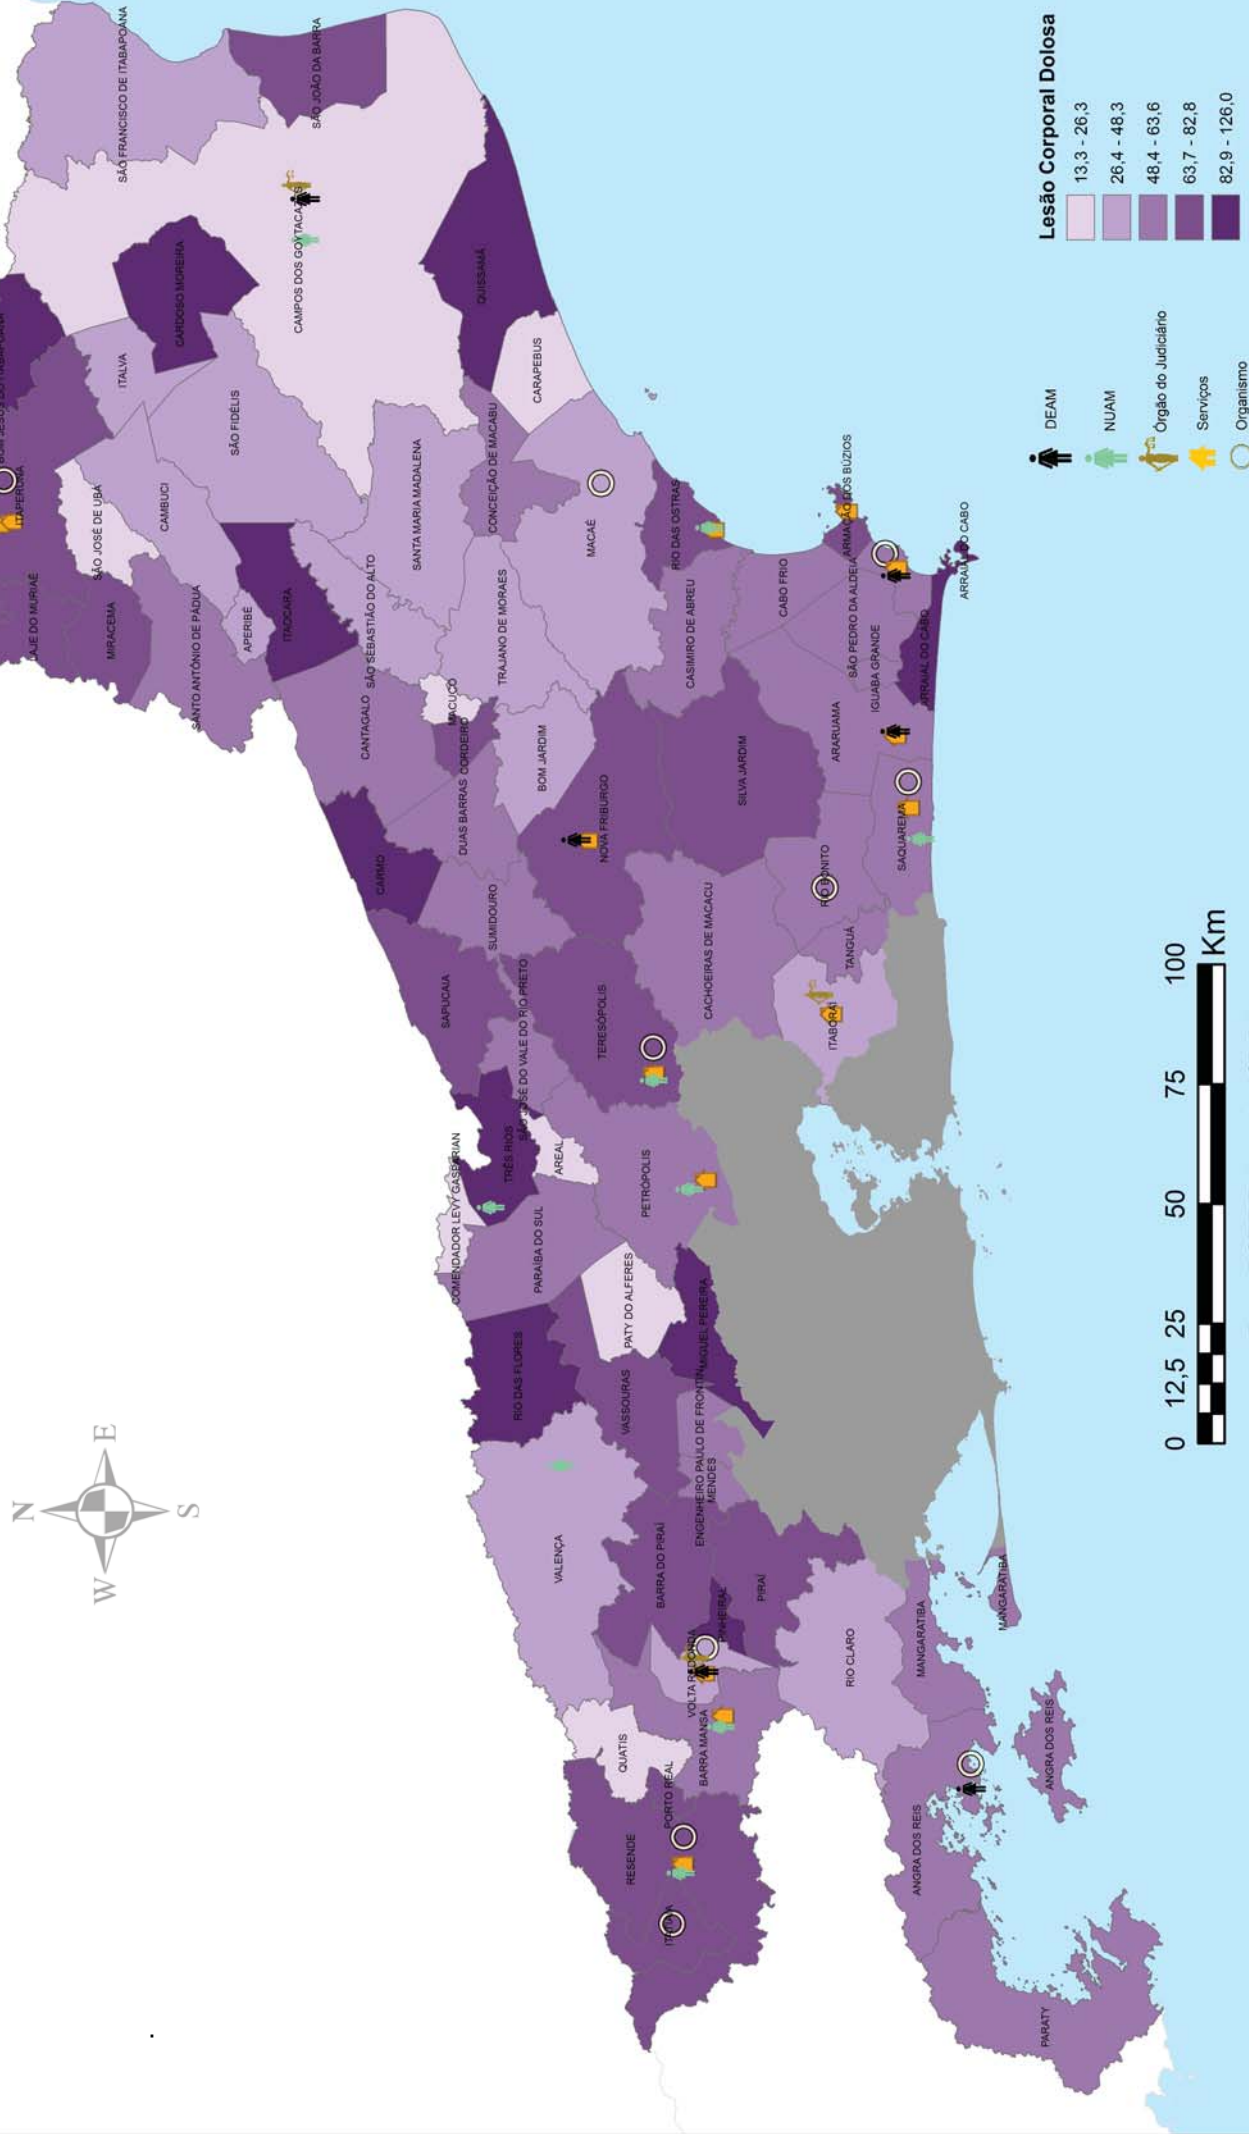 N
W
E
S
SÃO FRANCISCO DE ITABAPOANA
SÃO JOÃO DA BARRA
CAMPOS DOS GOYTACAZES
CARDOSO MOREIRA
QUISSAMÃ
CARAPEBUS
ITALVA
SÃO FIDÉLIS
CONCEIÇÃO DE MACABU
SANTA MARIA MADALENA
MACAÉ
ITAPERUNA
SÃO JOSÉ DE UBÁ
CAMBUCI
LAJE DO MURIAÉ
MIRACEMA
SANTO ANTÔNIO DE PÁDUA
APERIBÉ
ITAOCARA
SÃO SEBASTIÃO DO ALTO
TRAJANO DE MORAES
RIO DAS OSTRAS
CASIMIRO DE ABREU
CABO FRIO
ARMAÇÃO DOS BÚZIOS
SÃO PEDRO DA ALDEIA
IGUABA GRANDE
ARRAIAL DO CABO
ARRAIAL DO CABO
CANTAGALO
MACUCO
CORDEIRO
DUAS BARRAS
BOM JARDIM
SILVA JARDIM
ARARUAMA
NOVA FRIBURGO
CARMO
SUMIDOURO
CACHOEIRAS DE MACACU
RIO BONITO
SAQUAREMA
TANGUÁ
ITABORAÍ
SAPUCAIA
SÃO JOSÉ DO VALE DO RIO PRETO
TERESÓPOLIS
COMENDADOR LEVY GASPARIAN
TRÊS RIOS
AREAL
PETRÓPOLIS
PARAÍBA DO SUL
PATY DO ALFERES
MIGUEL PEREIRA
RIO DAS FLORES
VASSOURAS
ENGENHEIRO PAULO DE FRONTIN
MENDES
VALENÇA
BARRA DO PIRAÍ
PIRAÍ
PINHEIRAL
VOLTA REDONDA
RIO CLARO
MANGARATIBA
MANGARATIBA
QUATIS
BARRA MANSA
PORTO REAL
RESENDE
ANGRA DOS REIS
ANGRA DOS REIS
PARATY
0 12,5 25 50 75 100
Km
DEAM
NUAM
Órgão do Judiciário
Serviços
Organismo
Lesão Corporal Dolosa
13,3 - 26,3
26,4 - 48,3
48,4 - 63,6
63,7 - 82,8
82,9 - 126,0